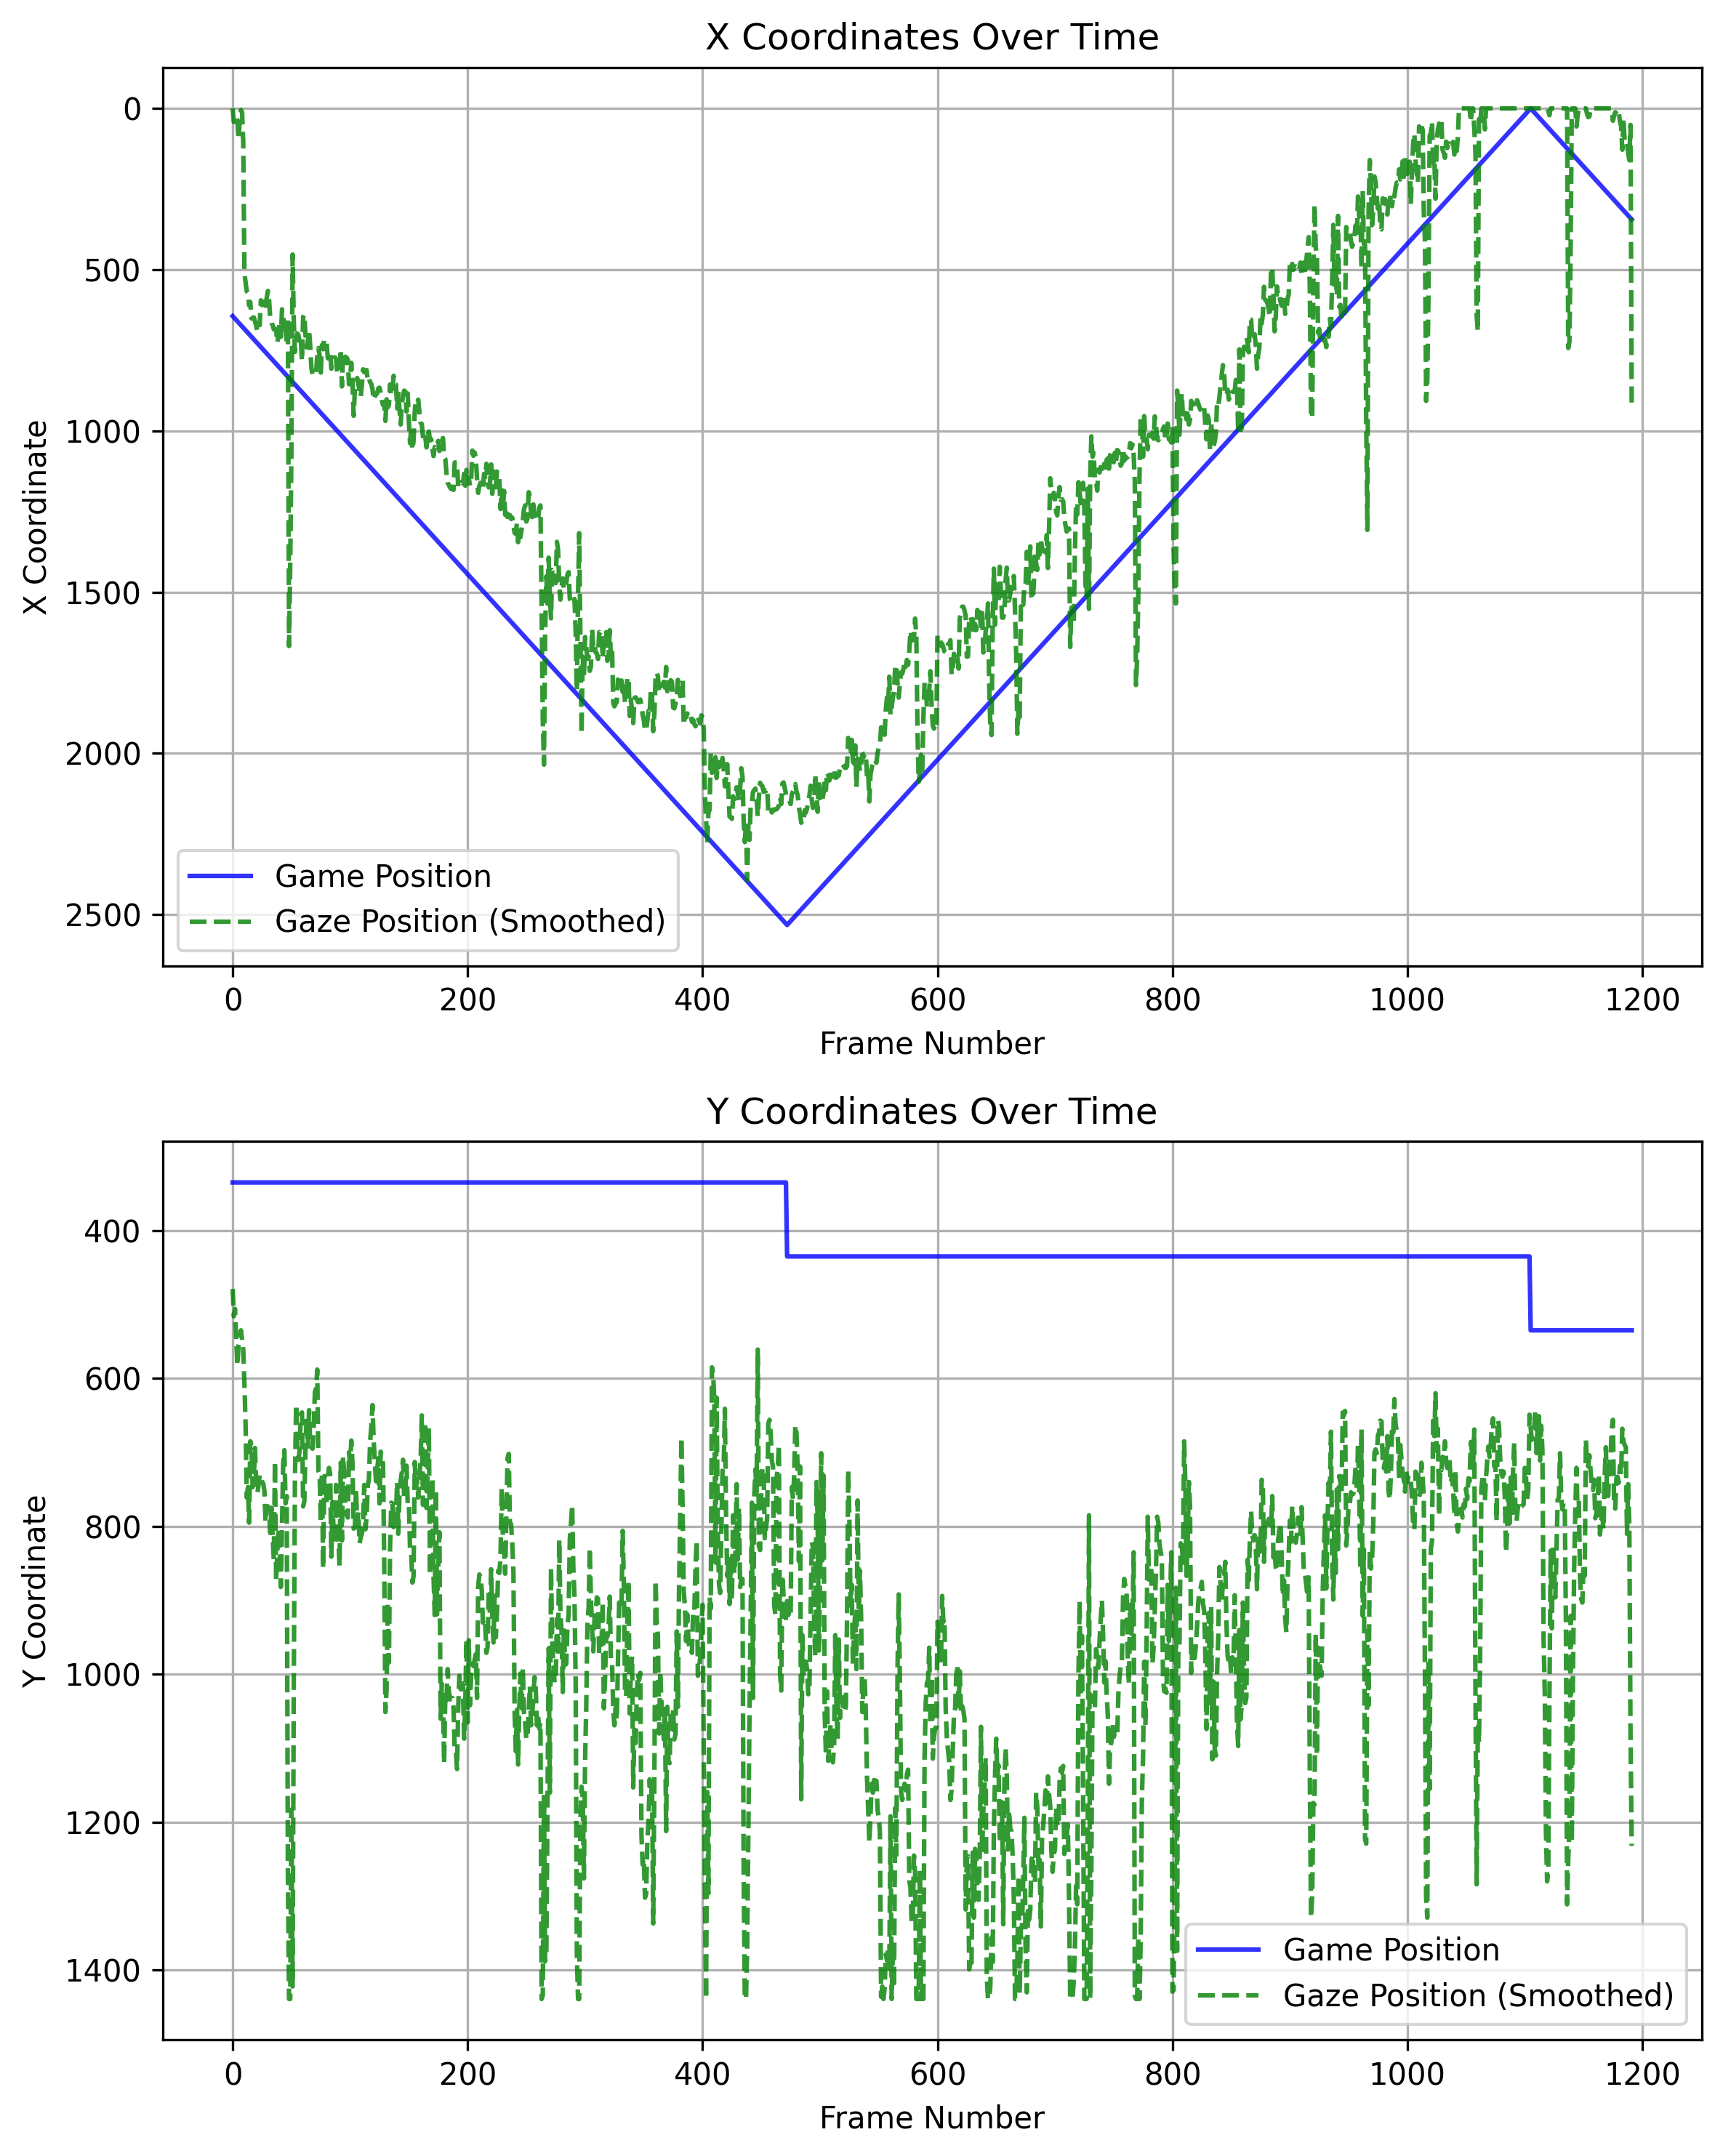 X Coordinates Over Time
0
500
1000
1500
2000
2500
X Coordinate
Game Position
Gaze Position (Smoothed)
0 200 400 600 800 1000 1200
Frame Number
Y Coordinates Over Time
400
600
800
1000
1200
1400
Y Coordinate
Game Position
Gaze Position (Smoothed)
0 200 400 600 800 1000 1200
Frame Number